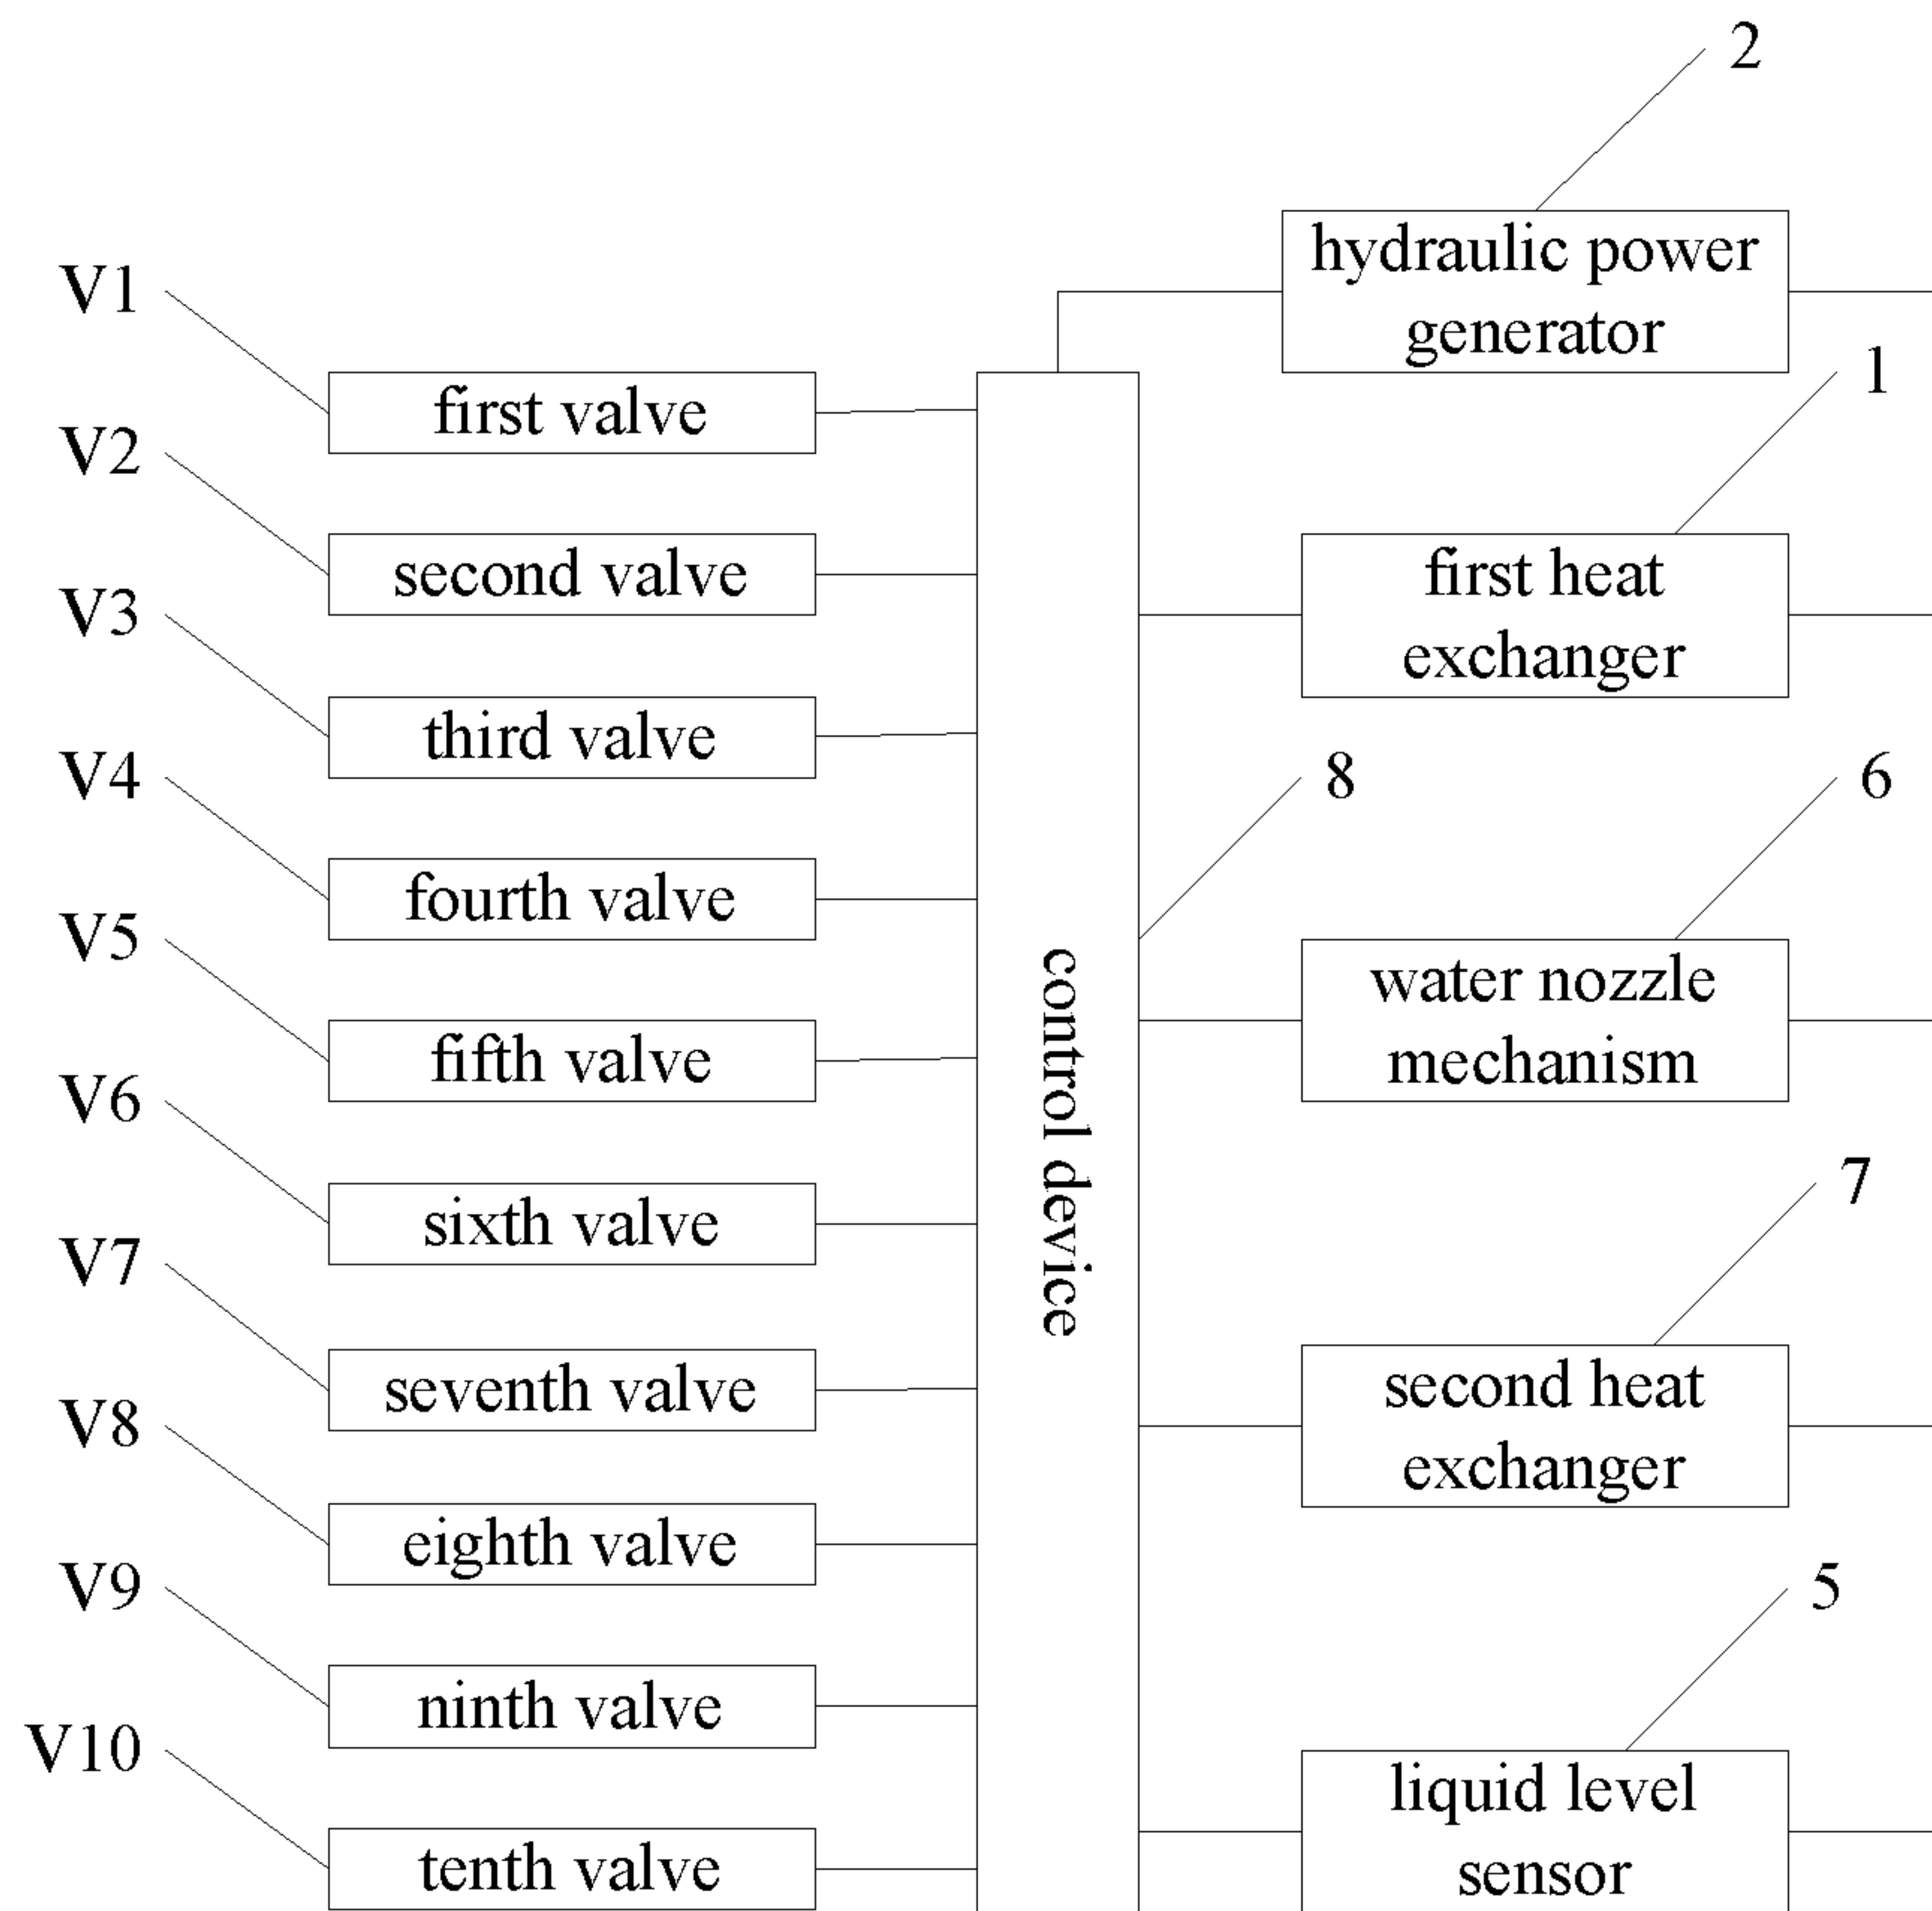 2
hydraulic power
generator
V1
first valve
1
V2
second valve
first heat
exchanger
V3
third valve
V4
8
6
fourth valve
V5
water nozzle
mechanism
fifth valve
control device
V6
7
sixth valve
V7
seventh valve
second heat
exchanger
V8
eighth valve
V9
5
ninth valve
V10
liquid level
sensor
tenth valve